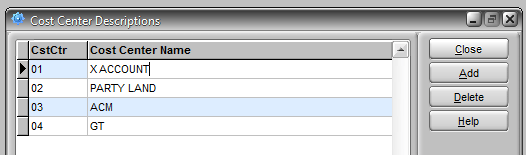 Cost Center Descriptions
CstCtr Cost Center Name
01 X ACCOUNT
02 PARTY LAND
03 ACM
04 GT
Close
Add
Delete
Help